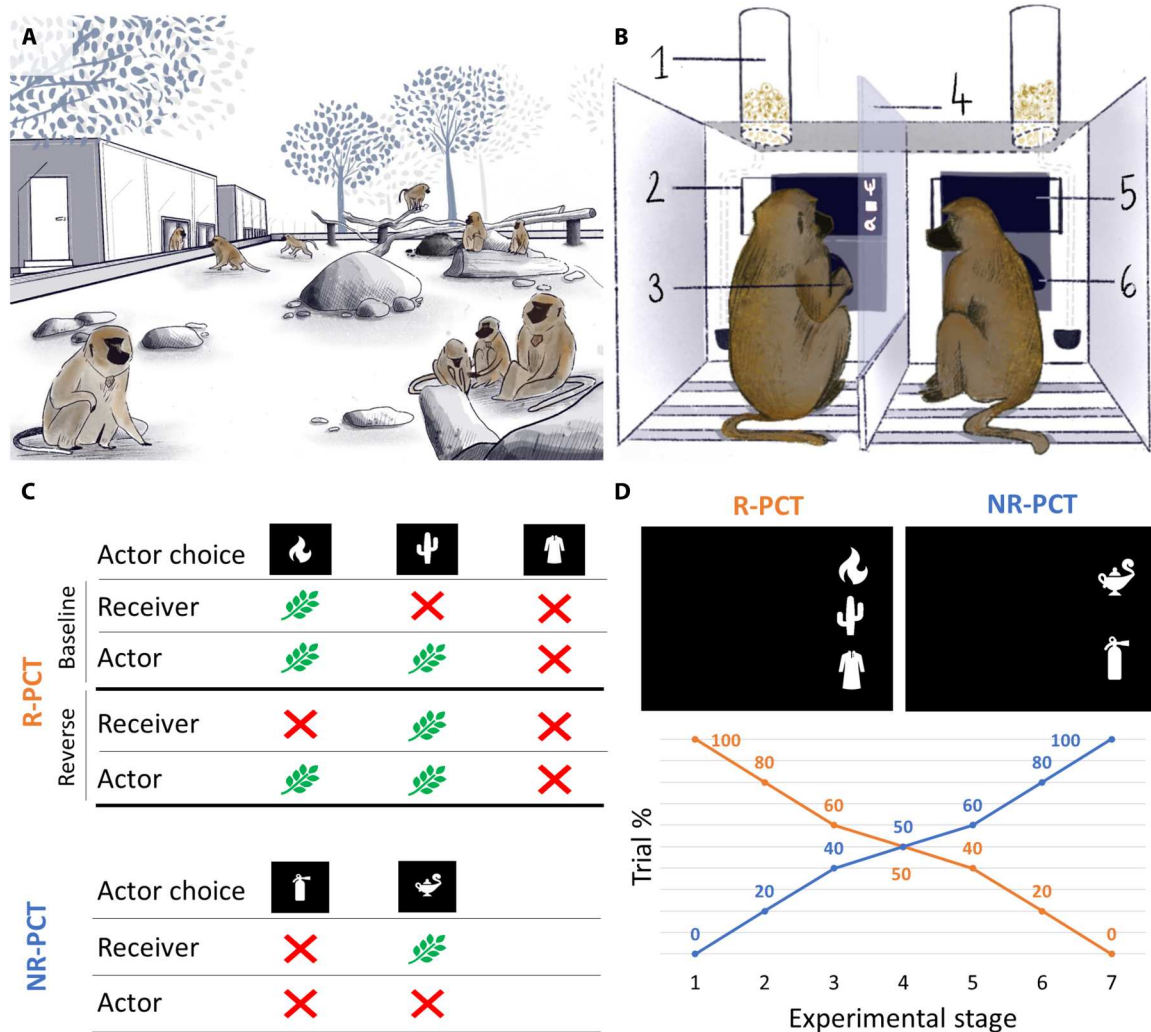 A
B
1
4
2
5
3
6
a
C
Actor choice
R-PCT
Baseline
Receiver
Actor
Reverse
Receiver
Actor
NR-PCT
Actor choice
Receiver
Actor
D
R-PCT
NR-PCT
Trial %
100
100
80
80
60
50
60
40
50
40
20
20
0
0
1 2 3 4 5 6 7
Experimental stage